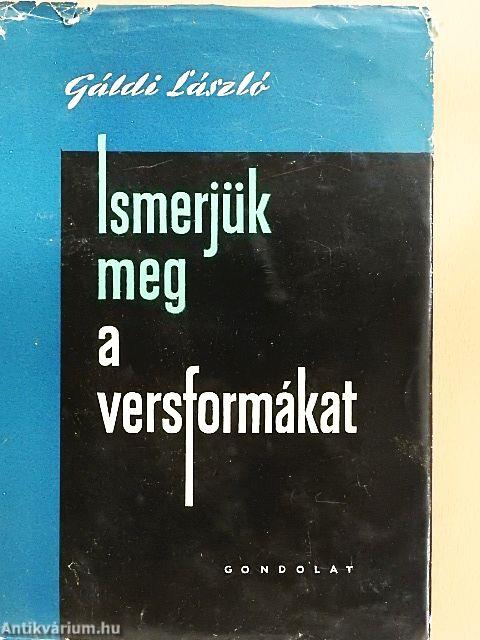 Gáldi László
Ismerjük
meg
a
versformákat
GONDOLAT
Antikvárium.hu